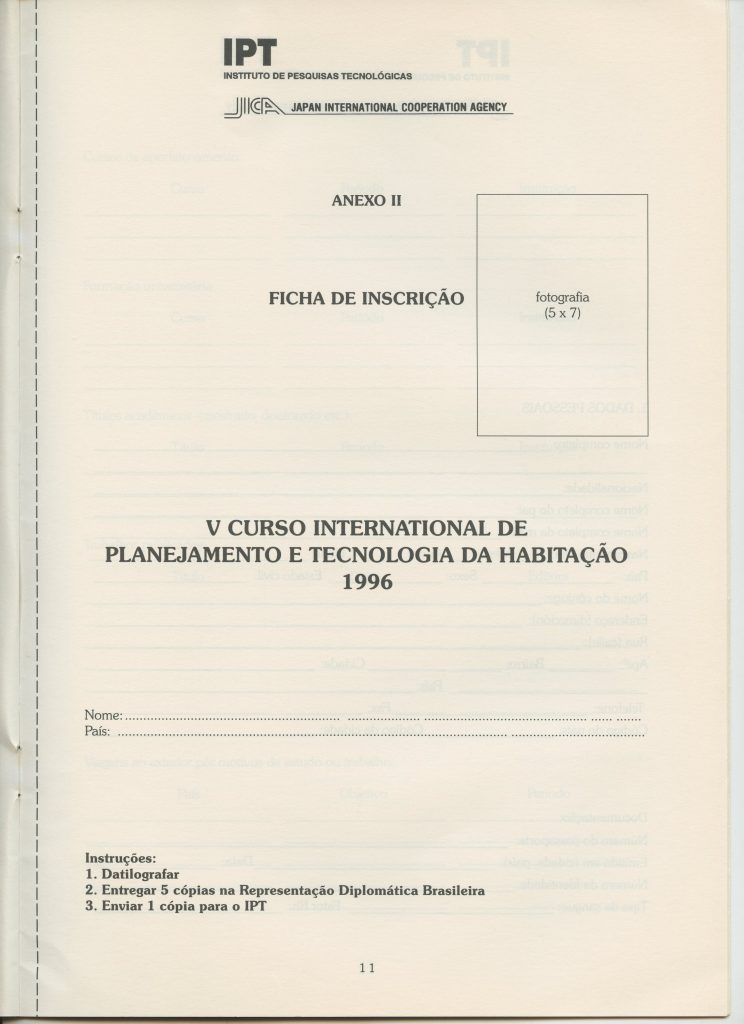 IPT
INSTITUTO DE PESQUISAS TECNOLÓGICAS
JICA JAPAN INTERNATIONAL COOPERATION AGENCY
ANEXO II
FICHA DE INSCRIÇÃO
fotografia
(5 x 7)
V CURSO INTERNATIONAL DE
PLANEJAMENTO E TECNOLOGIA DA HABITAÇÃO
1996
Nome:
País:
Instruções:
1. Datilografar
2. Entregar 5 cópias na Representação Diplomática Brasileira
3. Enviar 1 cópia para o IPT
11